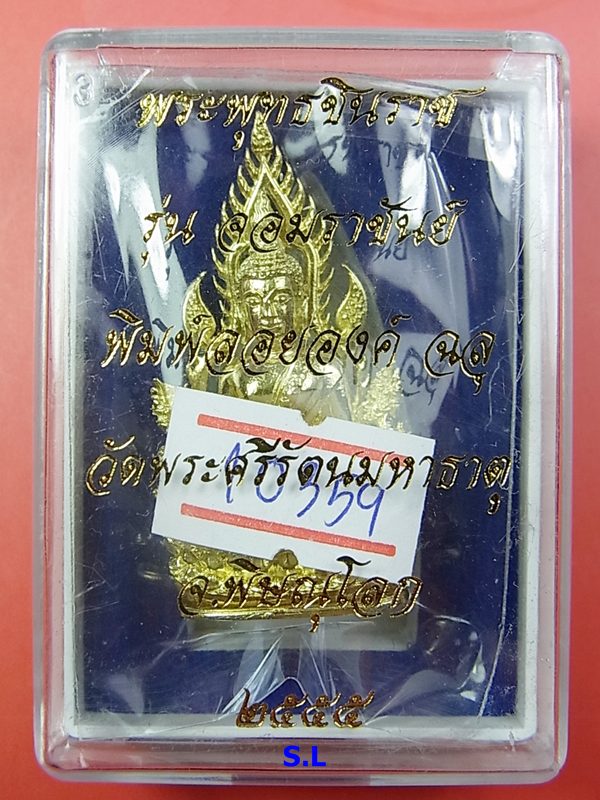 พระพุทธชินราช
รุ่น จอมราชันย์
พิมพ์ลอยองค์ ฉลุ
วัดพระศรีรัตนมหาธาตุ
จ.พิษณุโลก
๒๕๕๕
S.L